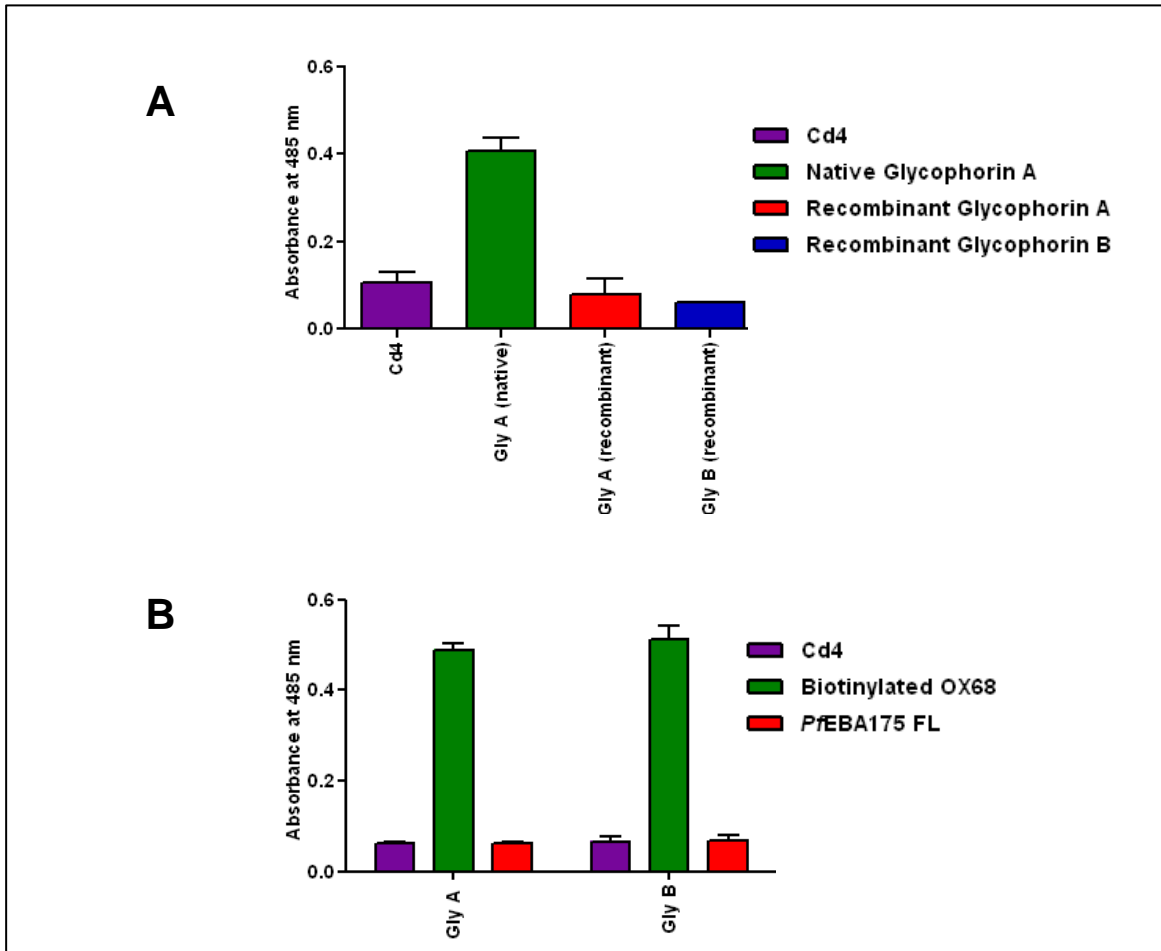 A
0.6
0.4
0.2
0.0
Absorbance at 485 nm
Cd4
Gly A (native)
Gly A (recombinant)
Gly B (recombinant)
Cd4
Native Glycophorin A
Recombinant Glycophorin A
Recombinant Glycophorin B
B
0.6
0.4
0.2
0.0
Absorbance at 485 nm
Gly A
Gly B
Cd4
Biotinylated OX68
PfEBA175 FL